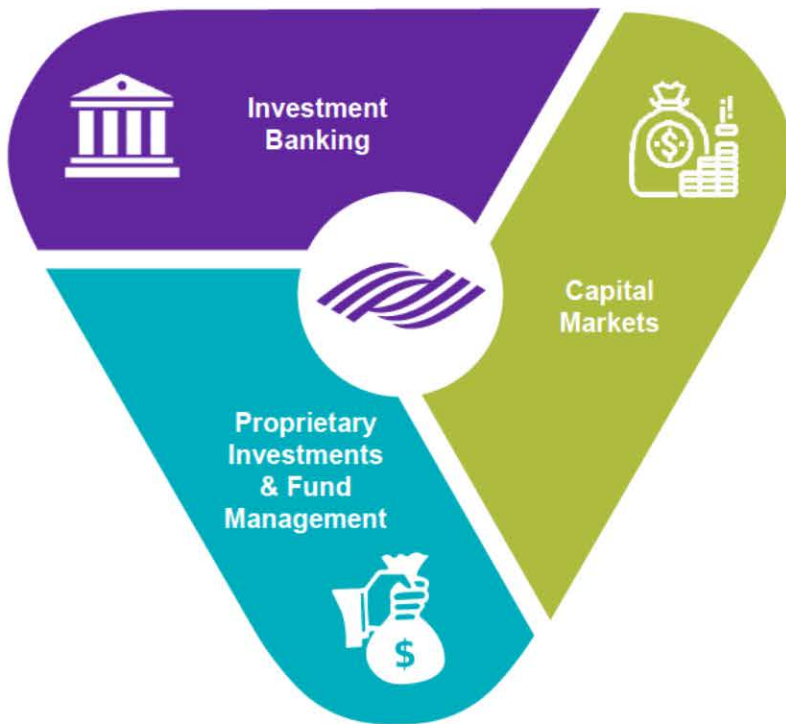 Investment
Banking
Capital
Markets
Proprietary
Investments
& Fund
Management
$
$